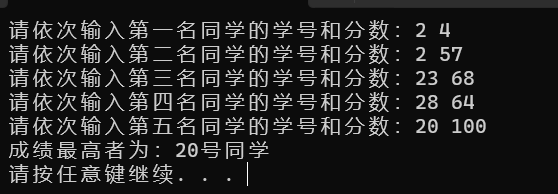 请依次输入第一名同学的学号和分数：2 4
请依次输入第二名同学的学号和分数：2 57
请依次输入第三名同学的学号和分数：23 68
请依次输入第四名同学的学号和分数：28 64
请依次输入第五名同学的学号和分数：20 100
成绩最高者为：20号同学
请按任意键继续. . .